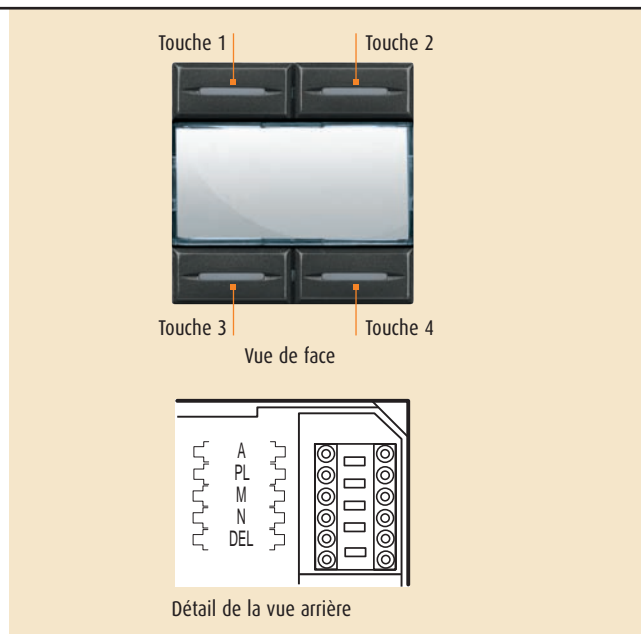 Touche 1
Touche 2
Touche 3
Touche 4
Vue de face
A
PL
M
N
DEL
Détail de la vue arrière